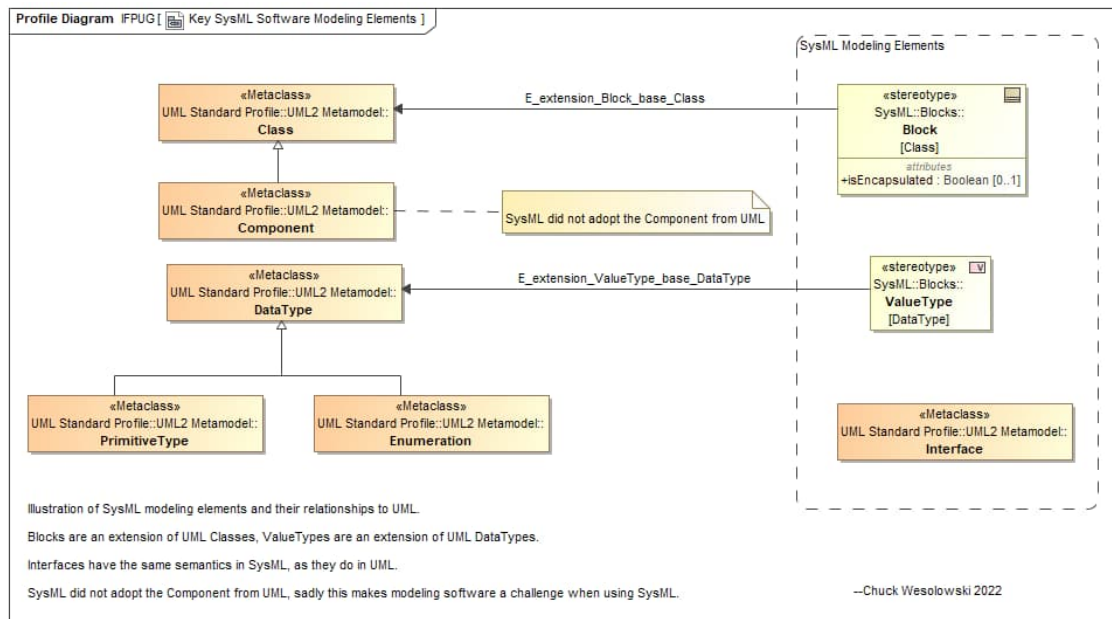 Profile Diagram IFPUG [ Key SysML Software Modeling Elements ]
SysML Modeling Elements
«Metaclass»
UML Standard Profile::UML2 Metamodel::
Class
E_extension_Block_base_Class
«stereotype»
SysML::Blocks::
Block
[Class]
attributes
+isEncapsulated : Boolean [0..1]
«Metaclass»
UML Standard Profile::UML2 Metamodel::
Component
SysML did not adopt the Component from UML
«Metaclass»
UML Standard Profile::UML2 Metamodel::
DataType
E_extension_ValueType_base_DataType
«stereotype»
V
SysML::Blocks::
ValueType
[DataType]
«Metaclass»
UML Standard Profile::UML2 Metamodel::
PrimitiveType
«Metaclass»
UML Standard Profile::UML2 Metamodel::
Enumeration
«Metaclass»
UML Standard Profile::UML2 Metamodel::
Interface
Illustration of SysML modeling elements and their relationships to UML.
Blocks are an extension of UML Classes, ValueTypes are an extension of UML DataTypes.
Interfaces have the same semantics in SysML, as they do in UML.
SysML did not adopt the Component from UML, sadly this makes modeling software a challenge when using SysML.
--Chuck Wesolowski 2022